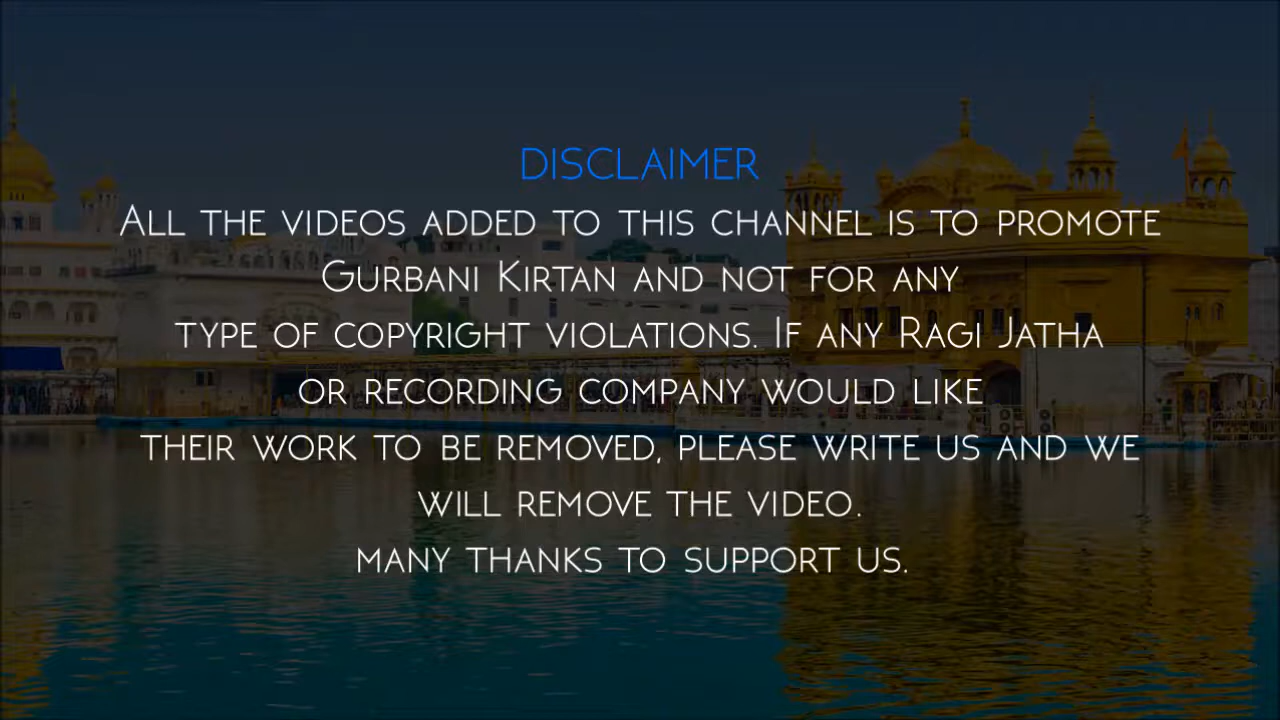 DISCLAIMER
All the videos added to this channel is to promote
Gurbani Kirtan and not for any
type of copyright violations. If any Ragi Jatha
or recording company would like
their work to be removed, please write us and we
will remove the video.
many thanks to support us.